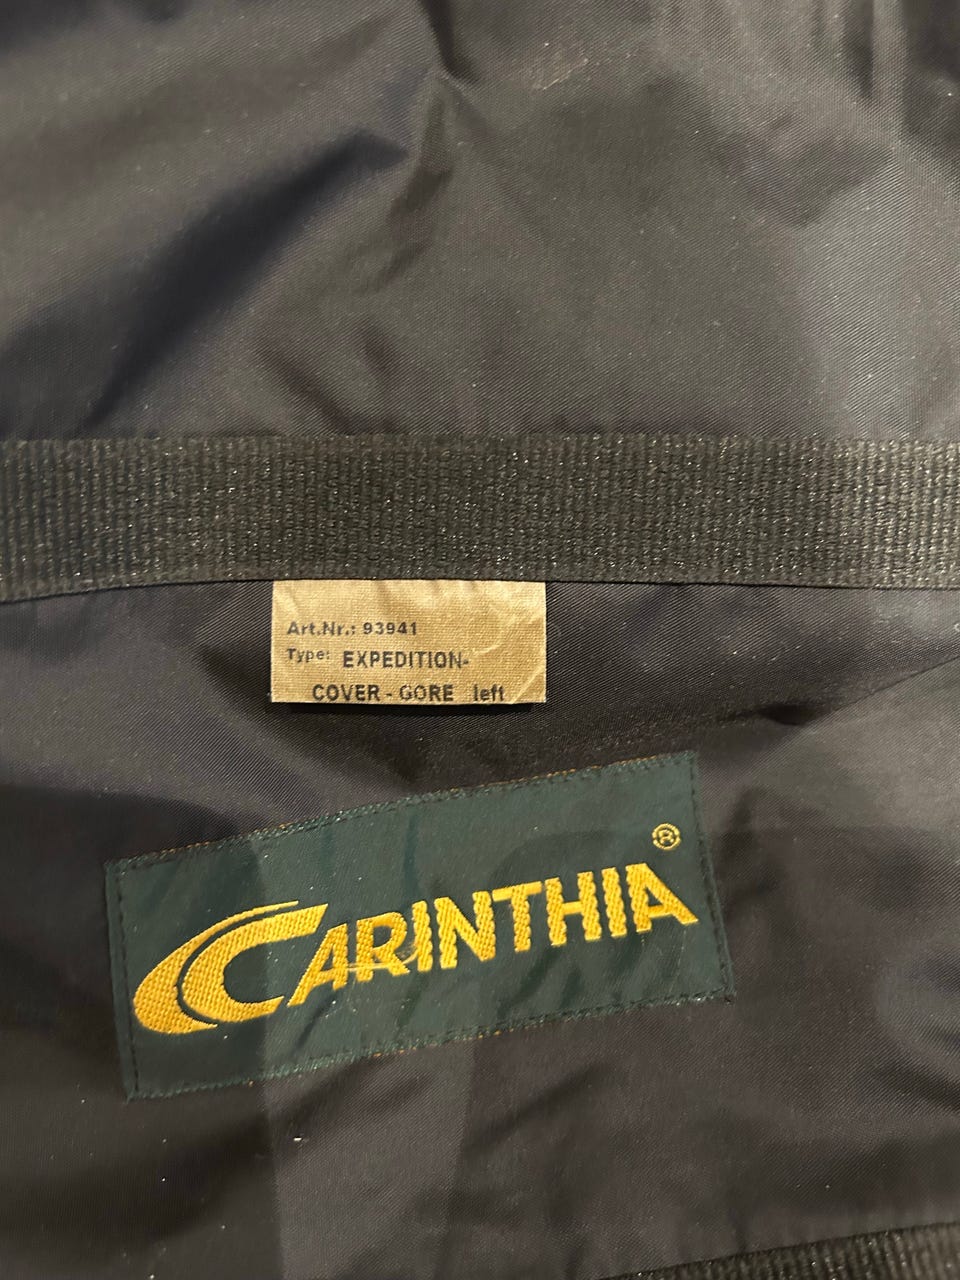 Art.Nr.: 93941
Type: EXPEDITION-
COVER - GORE left
CARINTHIA®